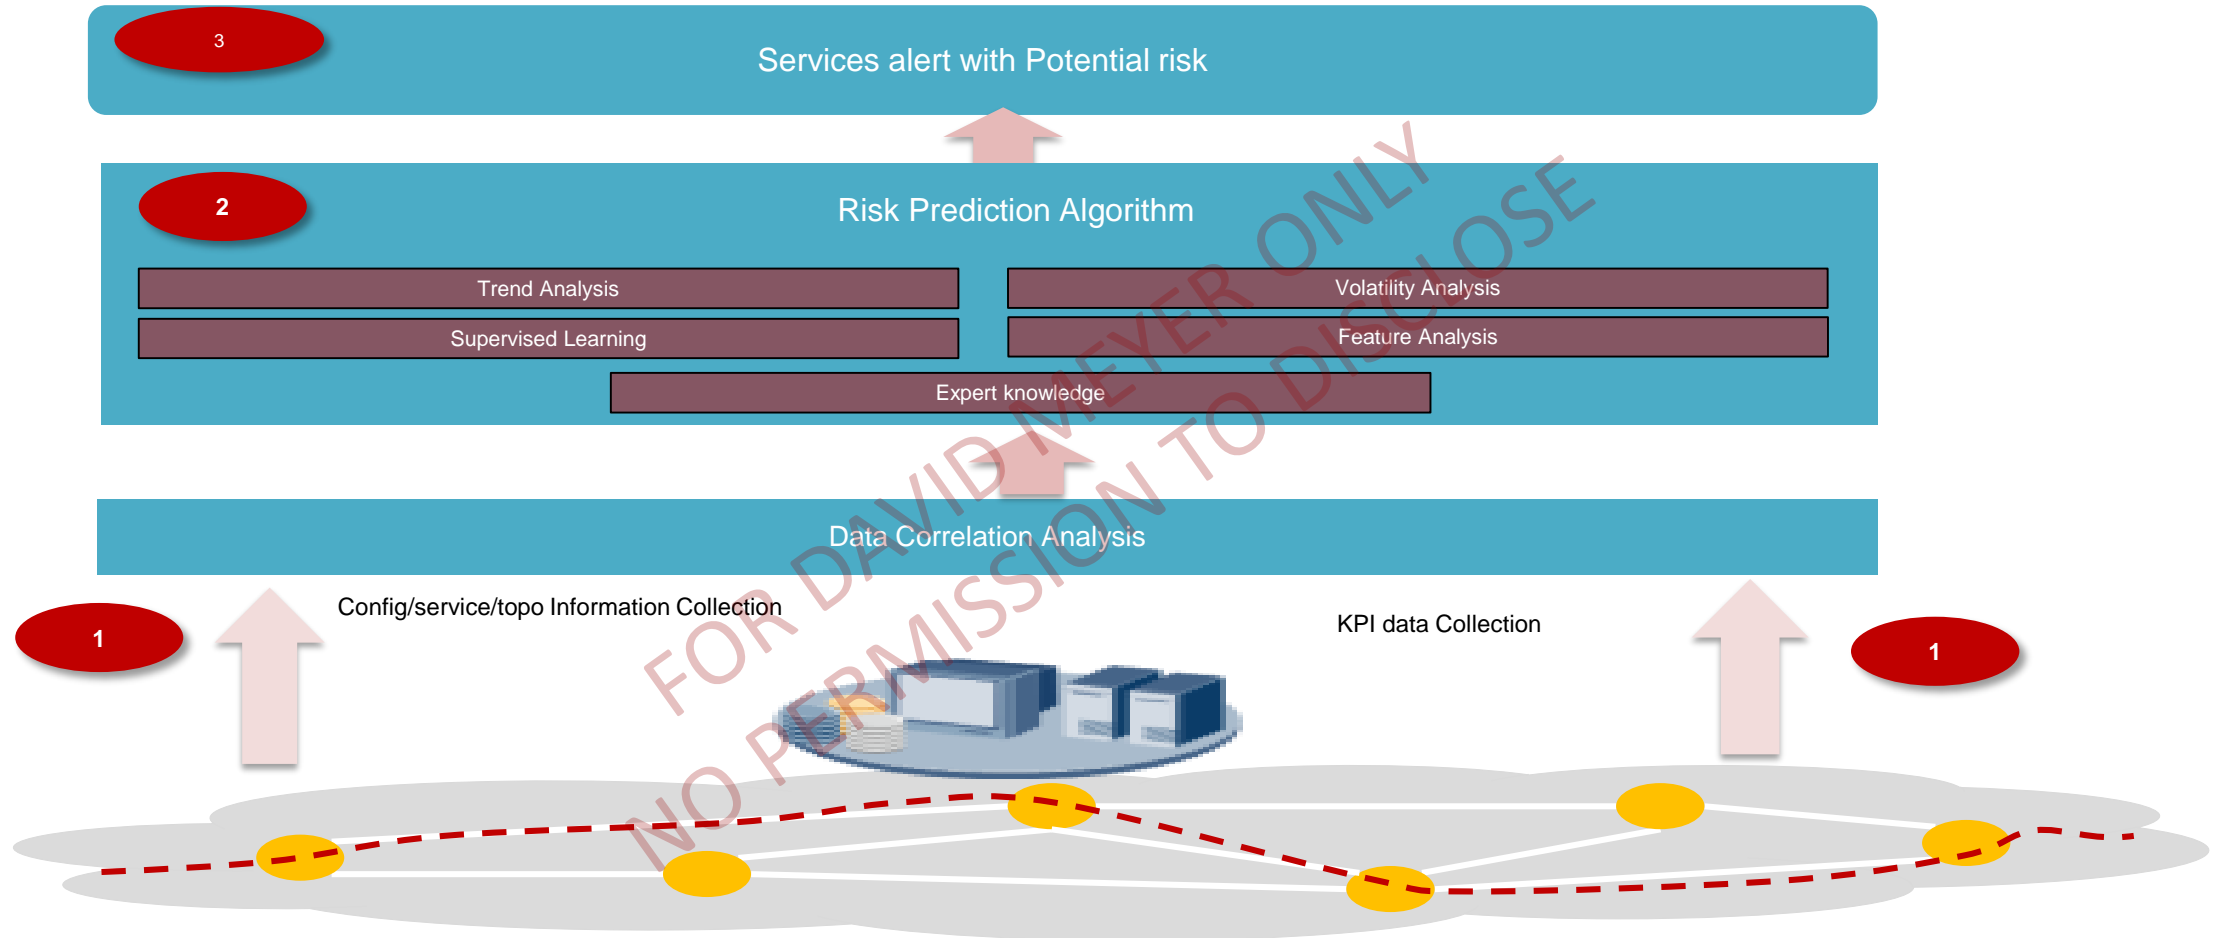 3
Services alert with Potential risk
2
Risk Prediction Algorithm
Trend Analysis
Volatility Analysis
Supervised Learning
Feature Analysis
Expert knowledge
Data Correlation Analysis
Config/service/topo Information Collection
KPI data Collection
1
1
FOR DAVID MEYER ONLY
NO PERMISSION TO DISCLOSE